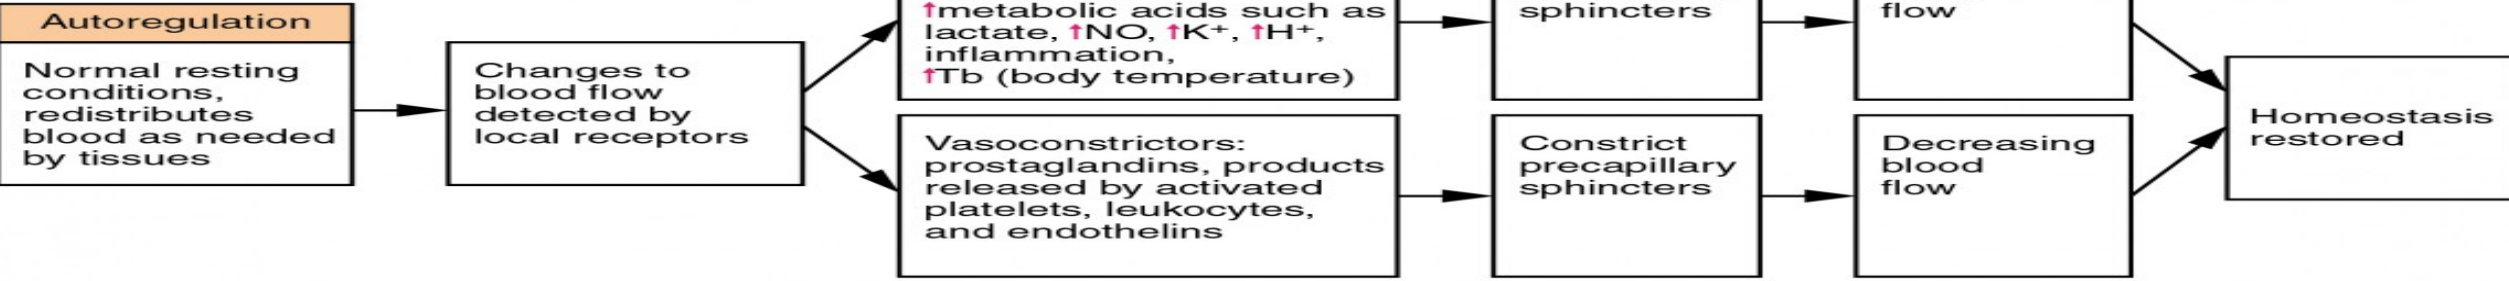 Autoregulation
Normal resting
conditions,
redistributes
blood as needed
by tissues
Changes to
blood flow
detected by
local receptors
↑metabolic acids such as
lactate, ↑NO, ↑K+, ↑H+,
inflammation,
↑Tb (body temperature)
sphincters
flow
Vasoconstrictors:
prostaglandins, products
released by activated
platelets, leukocytes,
and endothelins
Constrict
precapillary
sphincters
Decreasing
blood
flow
Homeostasis
restored